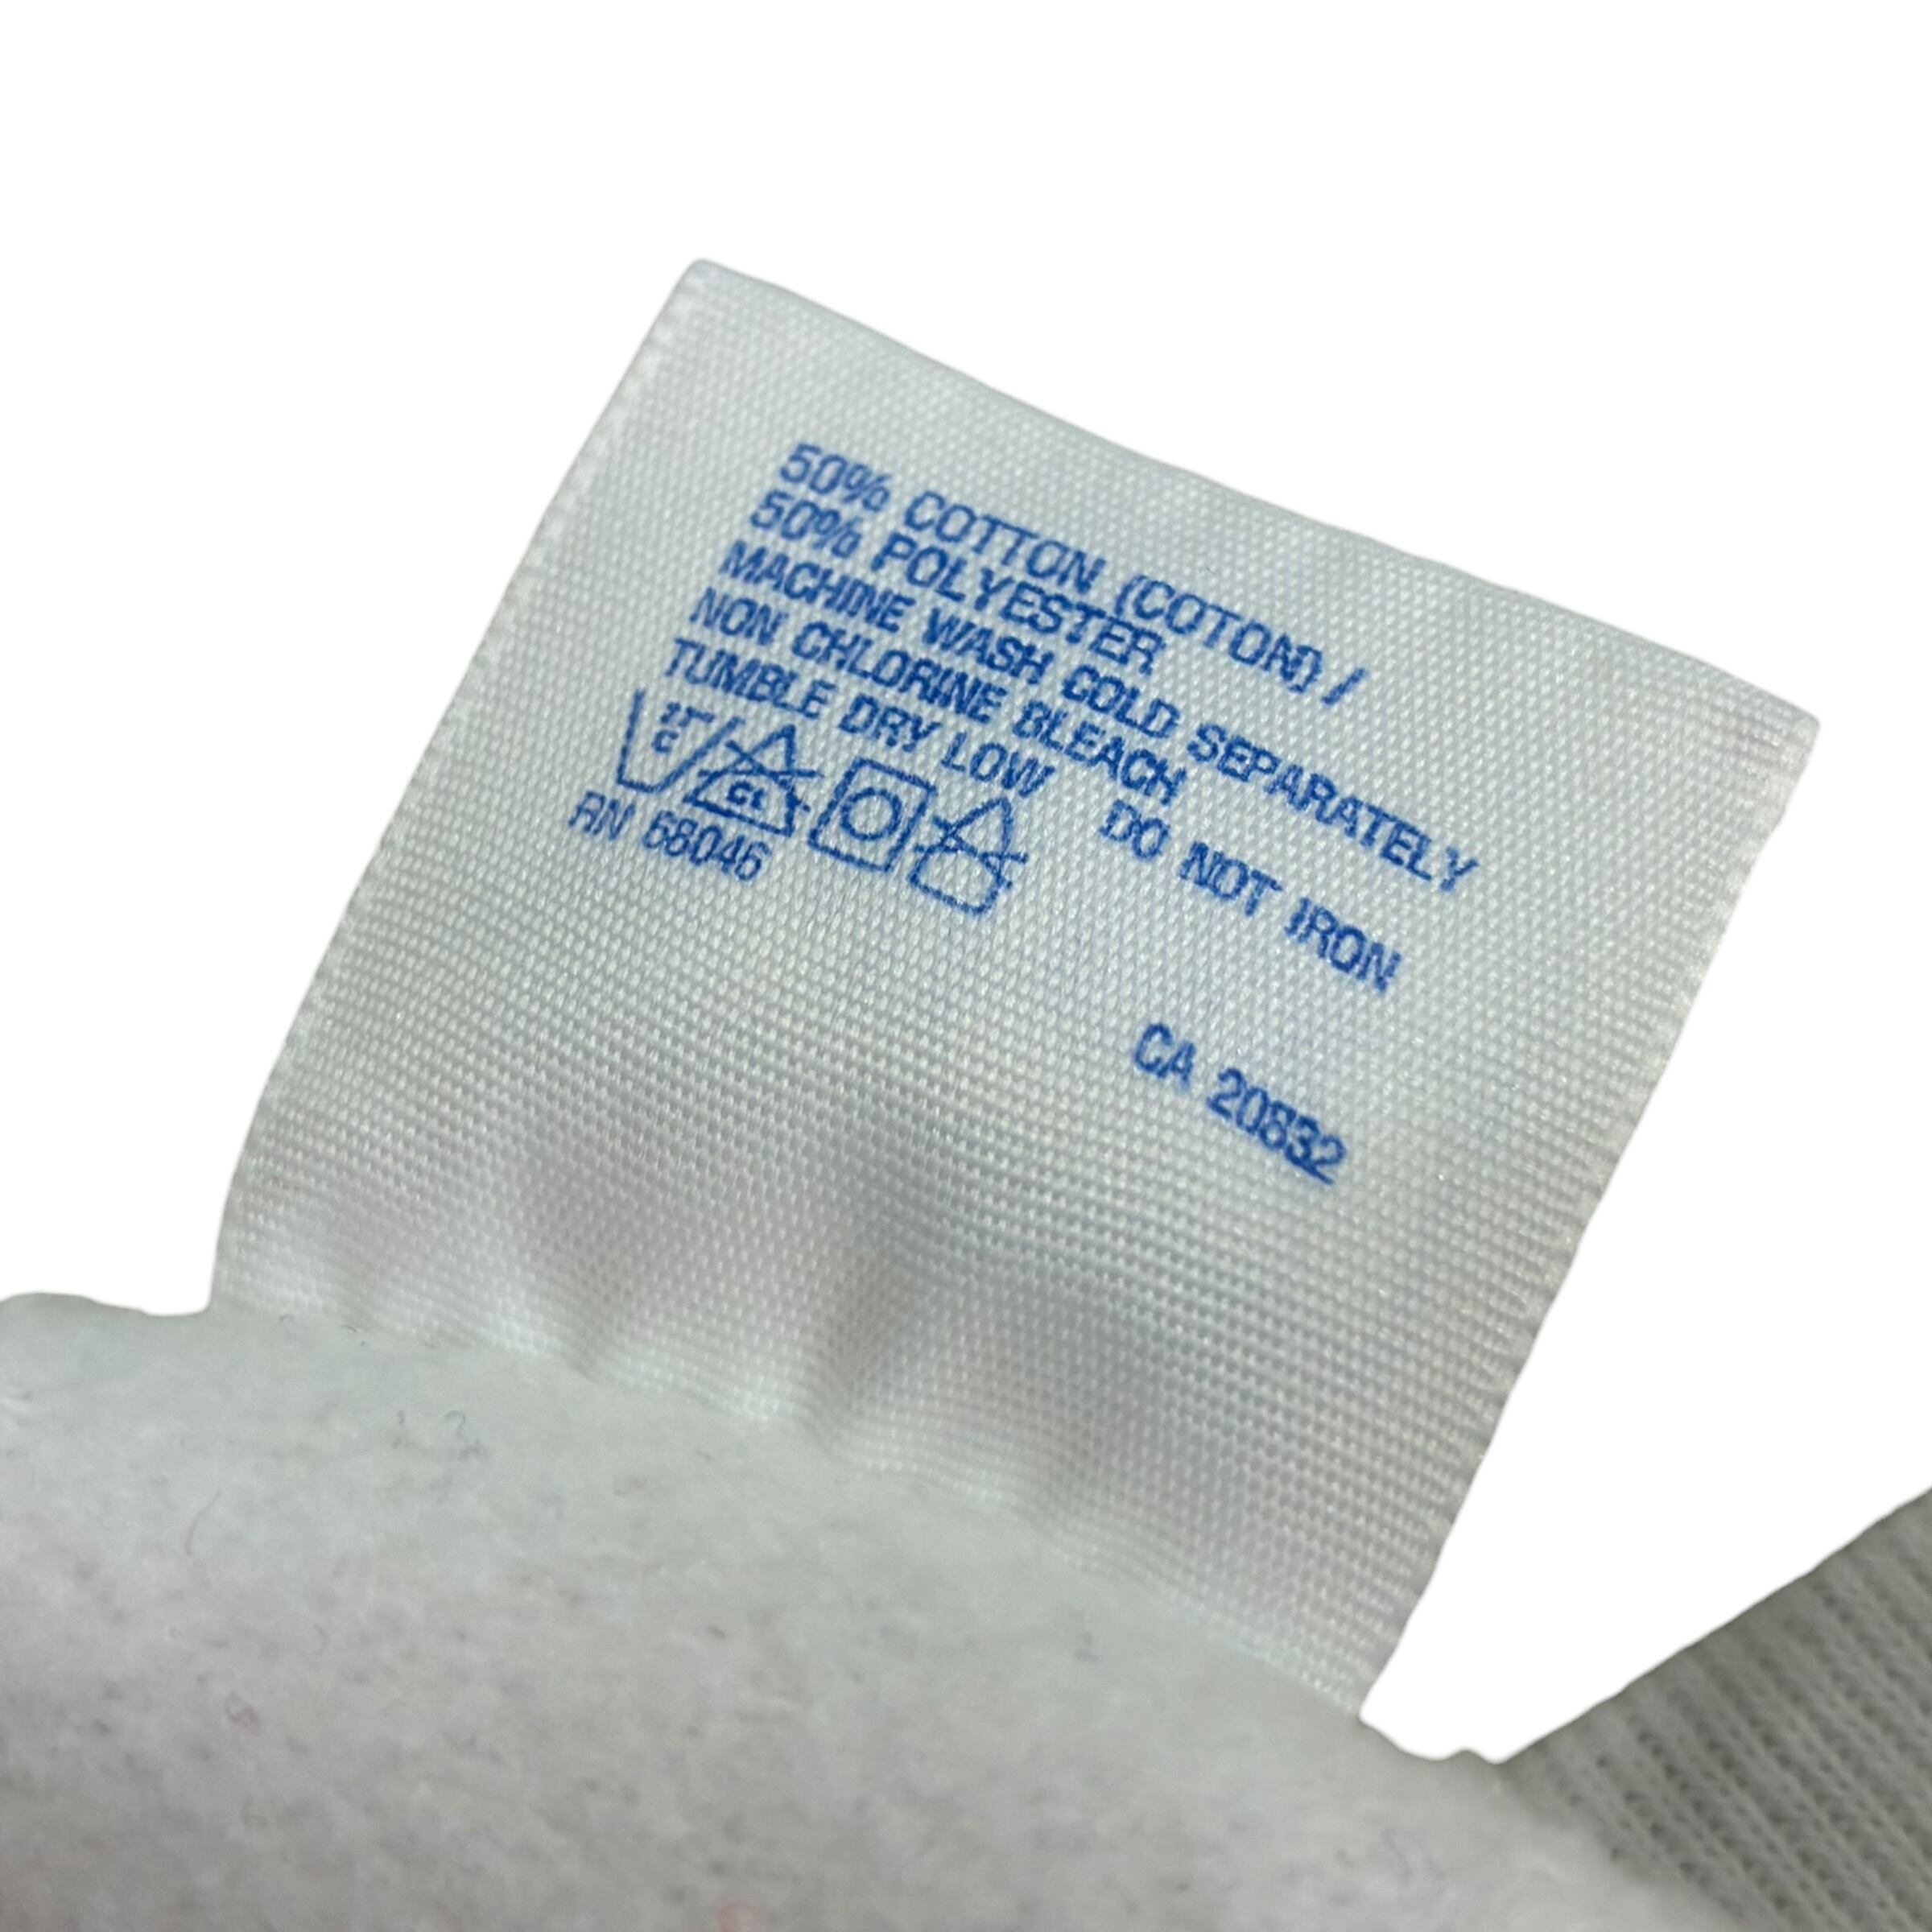 50% COTTON (COTON) /
50% POLYESTER
MACHINE WASH COLD SEPARATELY
NON CHLORINE BLEACH
TUMBLE DRY LOW DO NOT IRON
CL
RN 68046 CA 20832